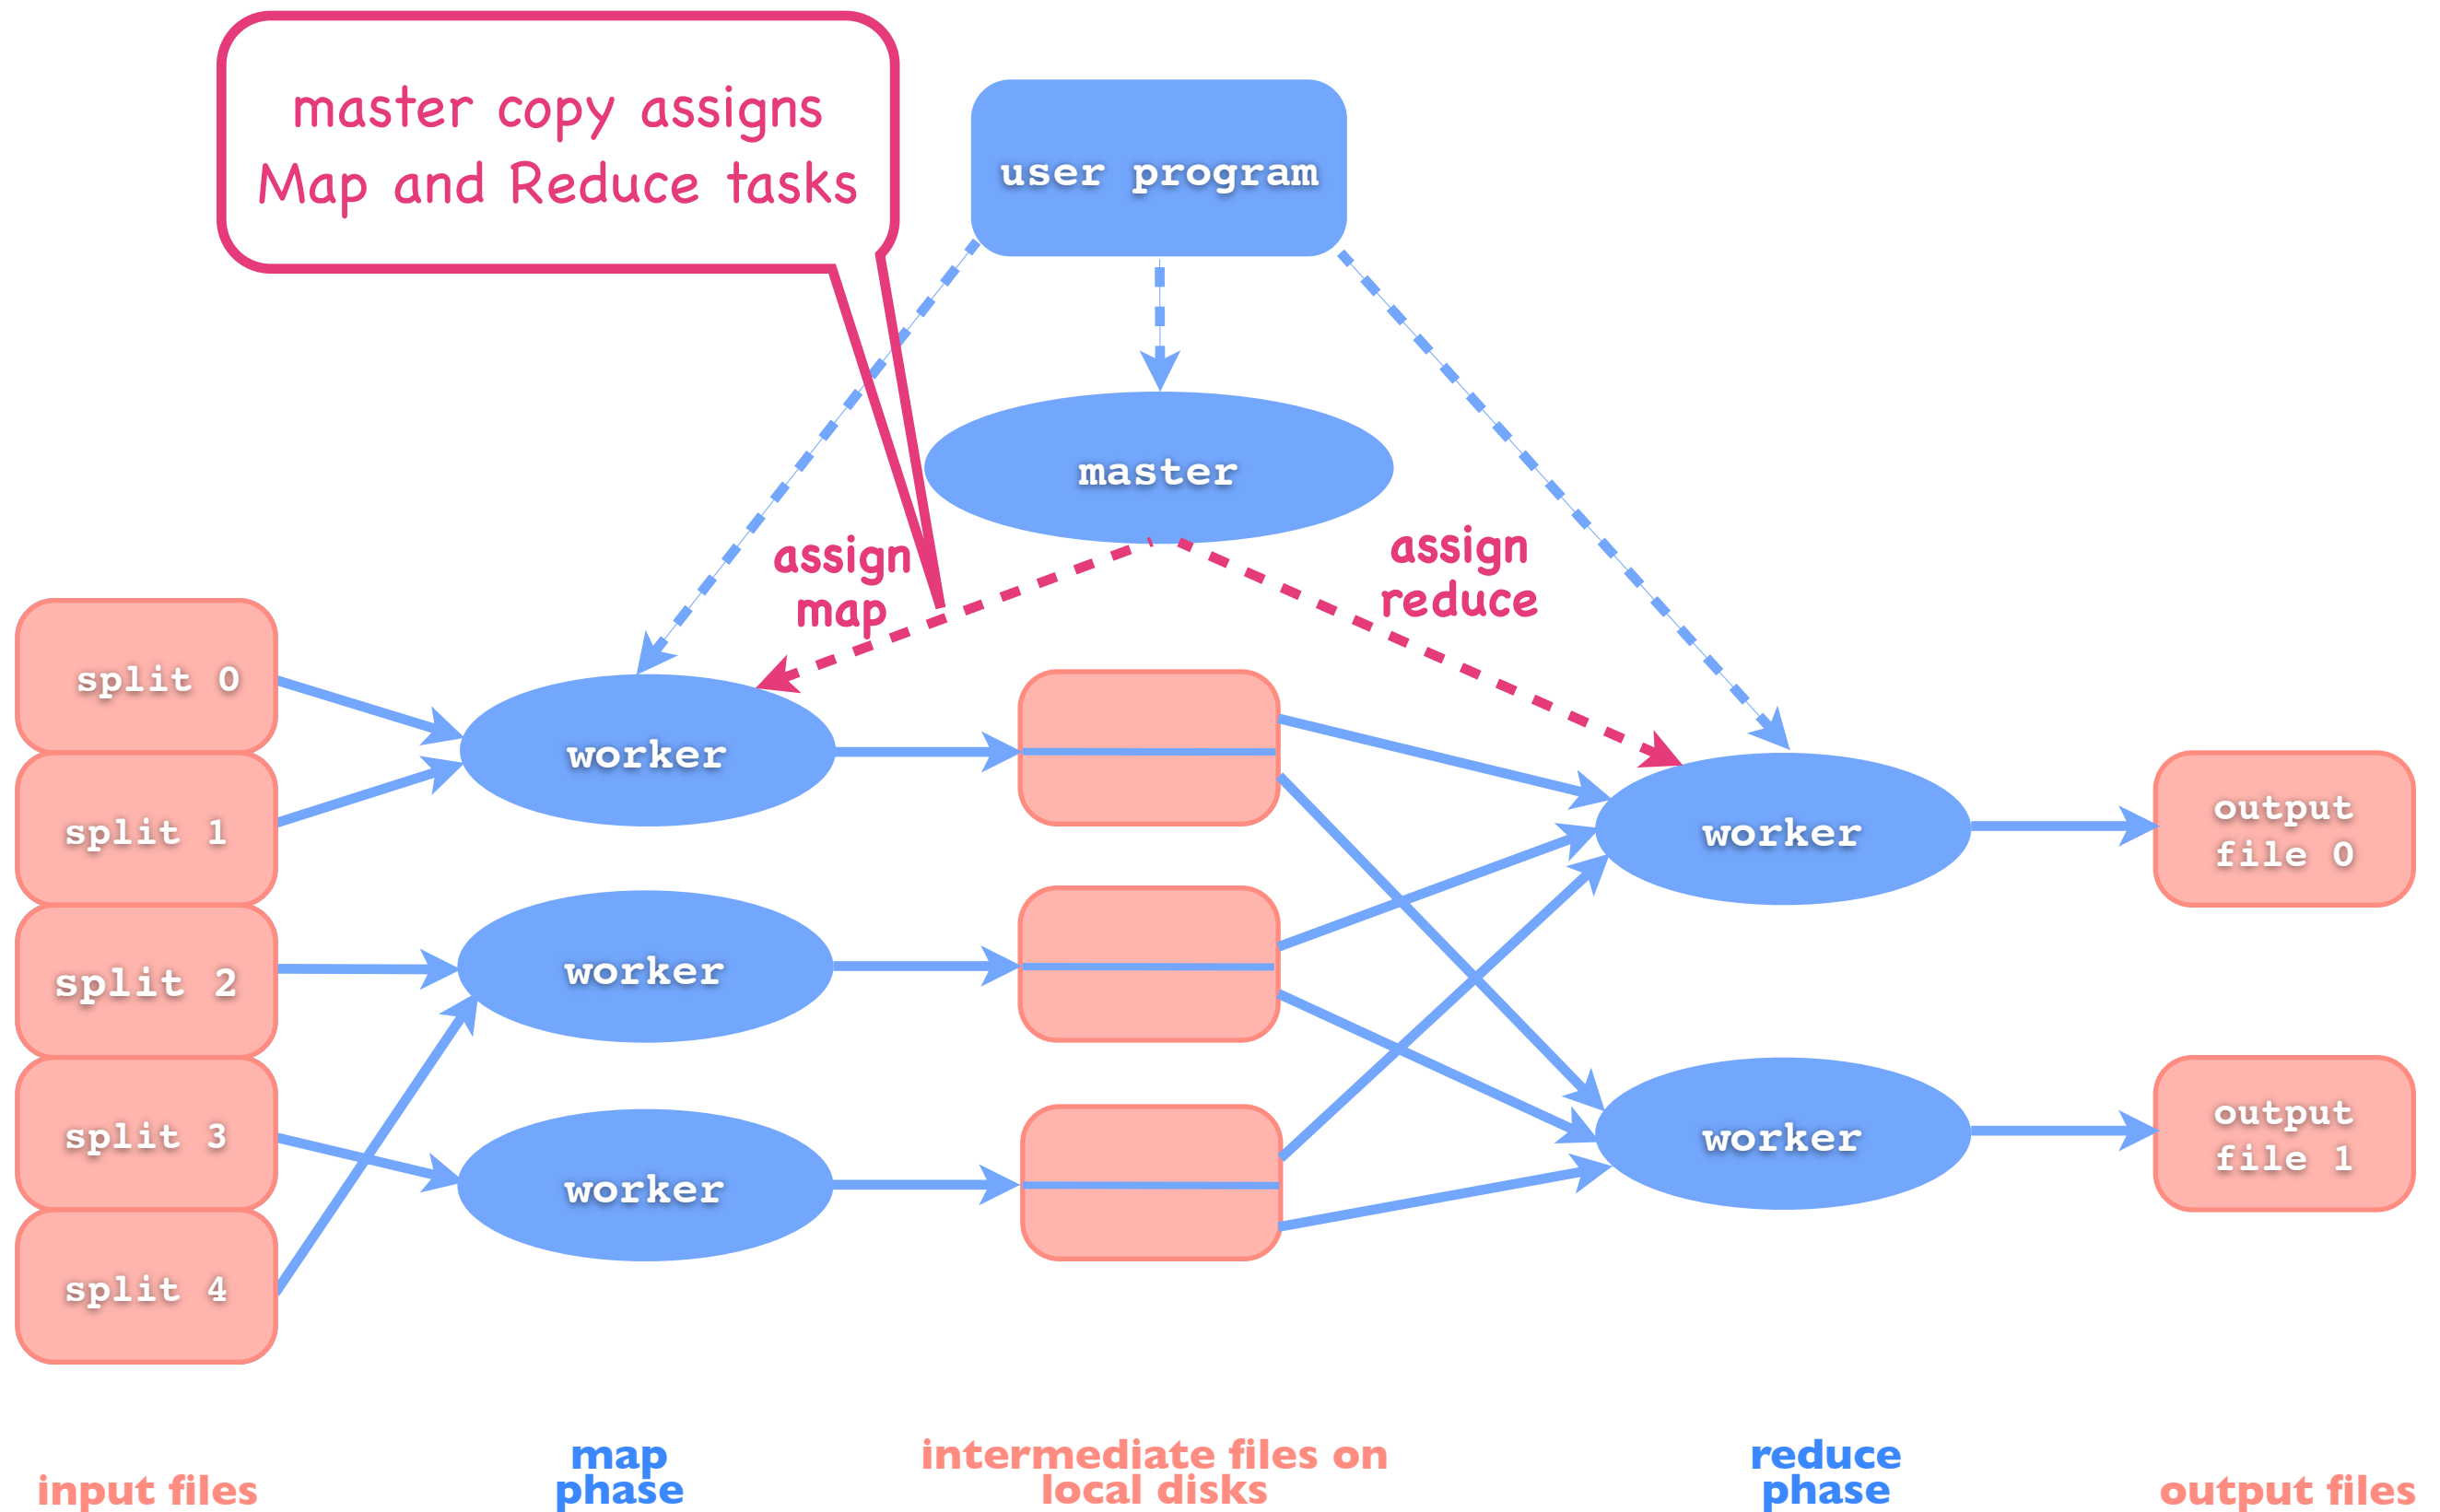 master copy assigns
Map and Reduce tasks
user program
master
assign
map
assign
reduce
split 0
split 1
split 2
split 3
split 4
worker
worker
worker
worker
worker
output
file 0
output
file 1
input files
map
phase
intermediate files on
local disks
reduce
phase
output files